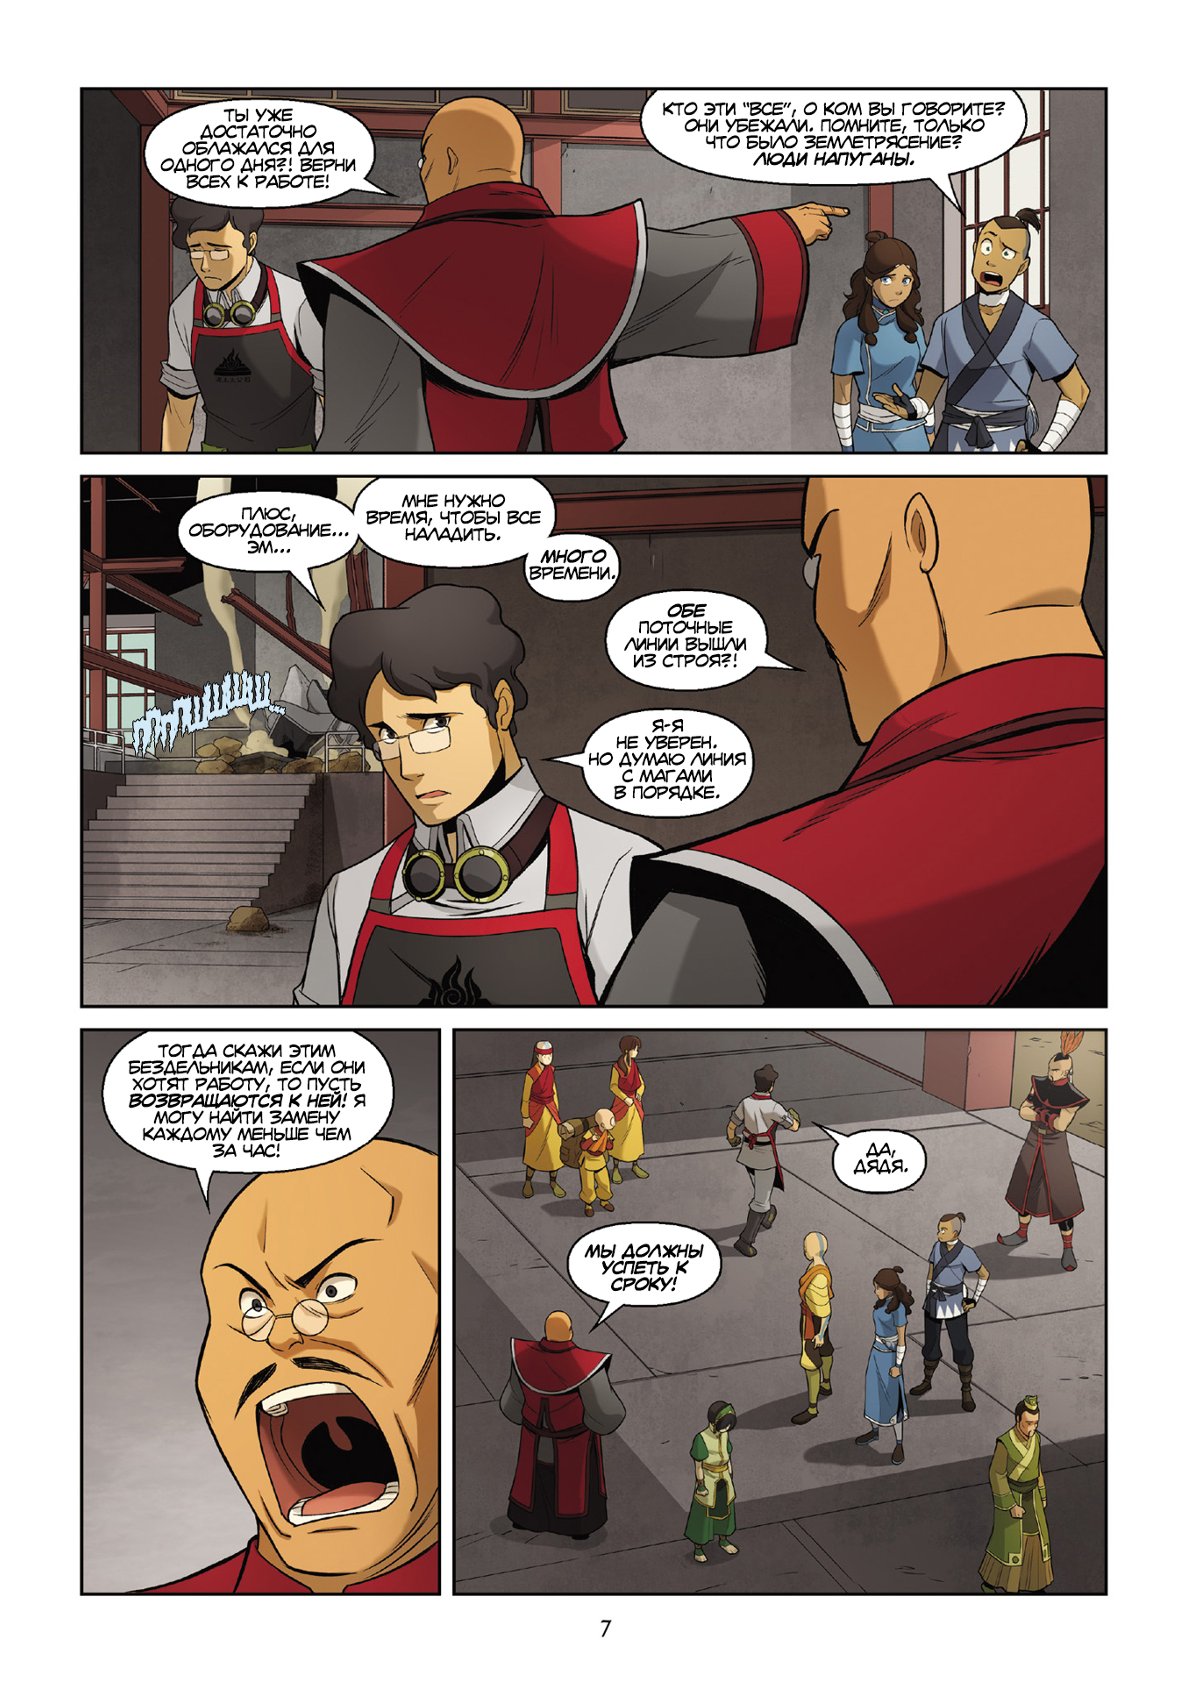 ТЫ УЖЕ
ДОСТАТОЧНО
ОБЛАЖАЛСЯ ДЛЯ
ОДНОГО ДНЯ?! ВЕРНИ
ВСЕХ К РАБОТЕ!
КТО ЭТИ "ВСЕ", О КОМ ВЫ ГОВОРИТЕ?
ОНИ УБЕЖАЛИ. ПОМНИТЕ, ТОЛЬКО
ЧТО БЫЛО ЗЕМЛЕТРЯСЕНИЕ?
ЛЮДИ НАПУГАНЫ.
ПЛЮС,
ОБОРУДОВАНИЕ...
ЭМ...
МНЕ НУЖНО
ВРЕМЯ, ЧТОБЫ ВСЕ
НАЛАДИТЬ.
МНОГО
ВРЕМЕНИ.
ОБЕ
ПОТОЧНЫЕ
ЛИНИИ ВЫШЛИ
ИЗ СТРОЯ?!
Я-Я
НЕ УВЕРЕН.
НО ДУМАЮ ЛИНИЯ
С МАГАМИ
В ПОРЯДКЕ.
ТОГДА СКАЖИ ЭТИМ
БЕЗДЕЛЬНИКАМ, ЕСЛИ ОНИ
ХОТЯТ РАБОТУ, ТО ПУСТЬ
ВОЗВРАЩАЮТСЯ К НЕЙ! Я
МОГУ НАЙТИ ЗАМЕНУ
КАЖДОМУ МЕНЬШЕ ЧЕМ
ЗА ЧАС!
ДА,
ДЯДЯ.
МЫ ДОЛЖНЫ
УСПЕТЬ К
СРОКУ!
7